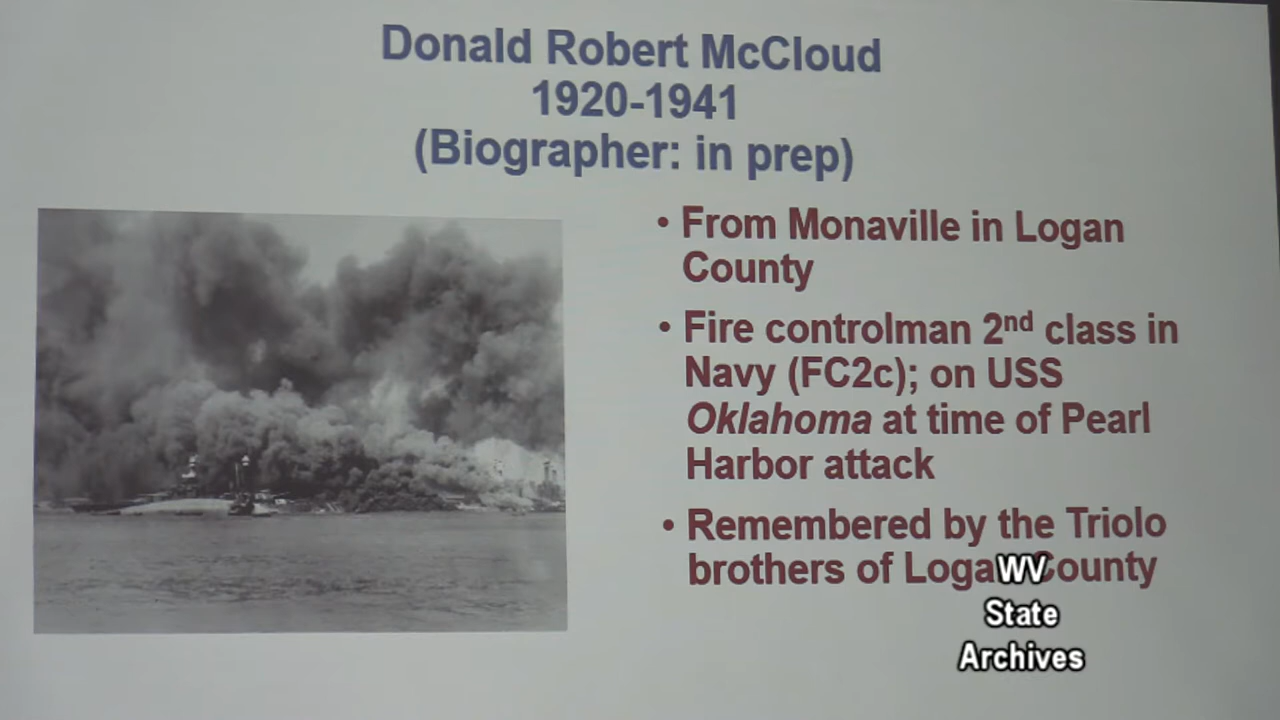 Donald Robert McCloud
1920-1941
(Biographer: in prep)
• From Monaville in Logan
County
• Fire controlman 2nd class in
Navy (FC2c); on USS
Oklahoma at time of Pearl
Harbor attack
• Remembered by the Triolo
brothers of Logan County
WV
State
Archives